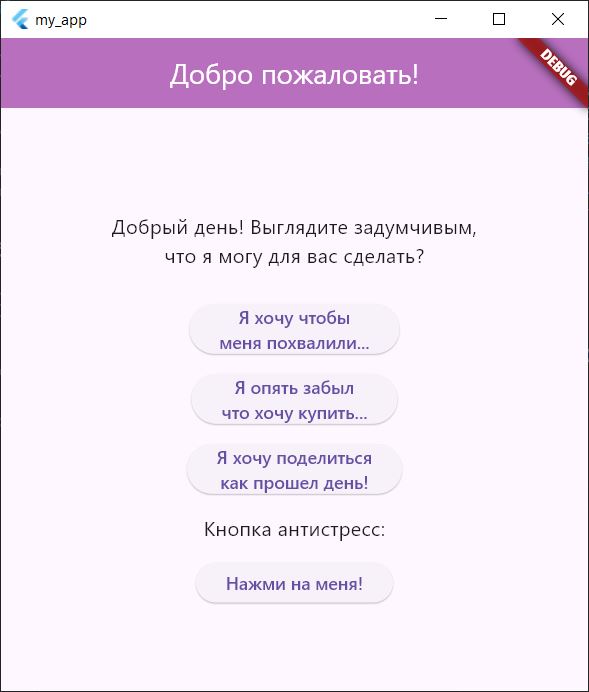 my_app
Добро пожаловать!
DEBUG
Добрый день! Выглядите задумчивым,
что я могу для вас сделать?
Я хочу чтобы
меня похвалили...
Я опять забыл
что хочу купить...
Я хочу поделиться
как прошел день!
Кнопка антистресс:
Нажми на меня!